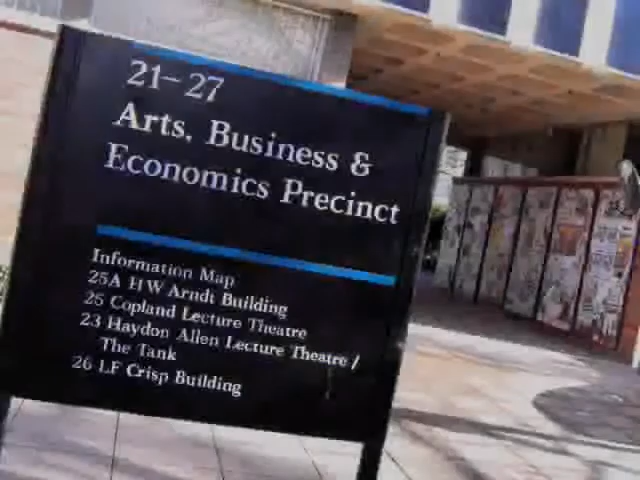 21–27
Arts, Business &
Economics Precinct
Information Map
25A H W Arndt Building
25 Copland Lecture Theatre
23 Haydon Allen Lecture Theatre /
The Tank
26 LF Crisp Building